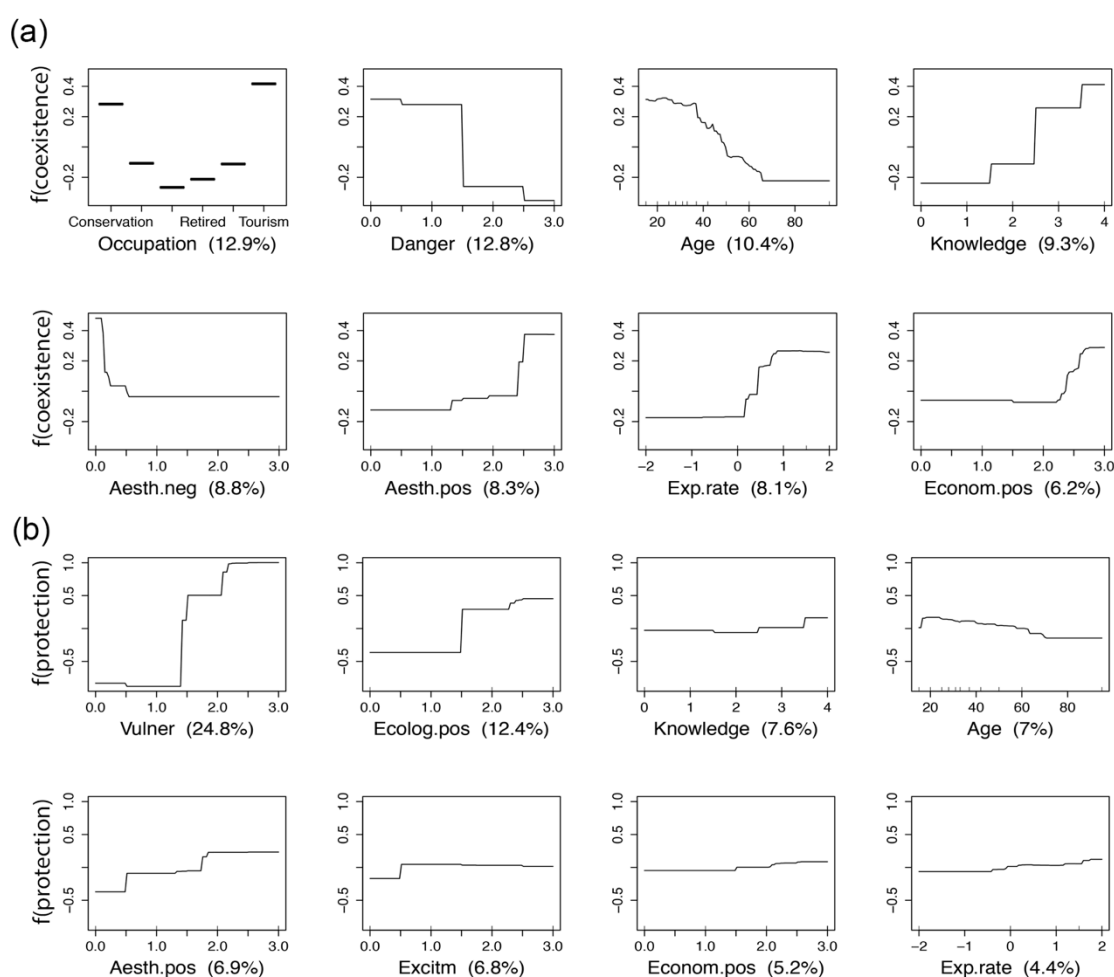 (a)
f(coexistence)
0.4
0.2
−0.2
Conservation Retired Tourism
Occupation (12.9%)
0.4
0.2
−0.2
0.0 1.0 2.0 3.0
Danger (12.8%)
0.4
0.2
−0.2
20 40 60 80
Age (10.4%)
0.4
0.2
−0.2
0 1 2 3 4
Knowledge (9.3%)
f(coexistence)
0.4
0.2
−0.2
0.0 1.0 2.0 3.0
Aesth.neg (8.8%)
0.4
0.2
−0.2
0.0 1.0 2.0 3.0
Aesth.pos (8.3%)
0.4
0.2
−0.2
−2 −1 0 1 2
Exp.rate (8.1%)
0.4
0.2
−0.2
0.0 1.0 2.0 3.0
Econom.pos (6.2%)
(b)
f(protection)
1.0
0.5
−0.5
0.0 1.0 2.0 3.0
Vulner (24.8%)
1.0
0.5
−0.5
0.0 1.0 2.0 3.0
Ecolog.pos (12.4%)
1.0
0.5
−0.5
0 1 2 3 4
Knowledge (7.6%)
1.0
0.5
−0.5
20 40 60 80
Age (7%)
f(protection)
1.0
0.5
−0.5
0.0 1.0 2.0 3.0
Aesth.pos (6.9%)
1.0
0.5
−0.5
0.0 1.0 2.0 3.0
Excitm (6.8%)
1.0
0.5
−0.5
0.0 1.0 2.0 3.0
Econom.pos (5.2%)
1.0
0.5
−0.5
−2 −1 0 1 2
Exp.rate (4.4%)